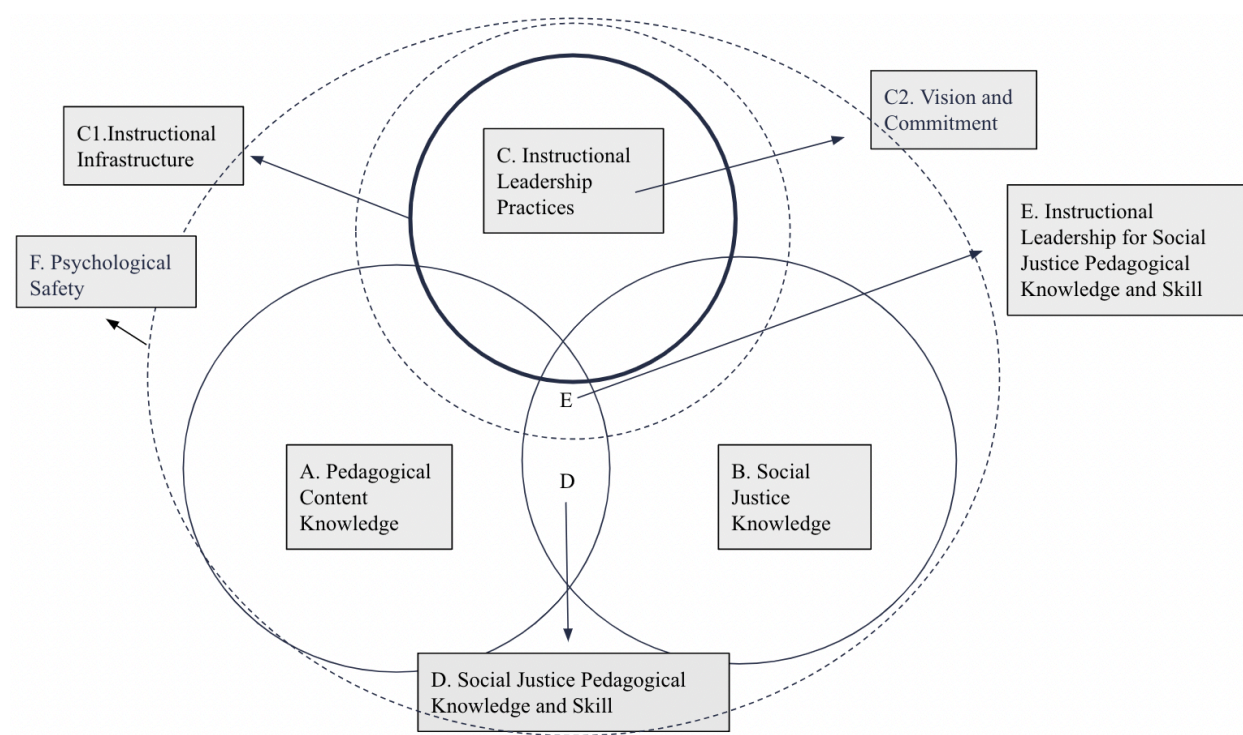 C1.Instructional
Infrastructure
C2. Vision and
Commitment
C. Instructional
Leadership
Practices
E. Instructional
Leadership for Social
Justice Pedagogical
Knowledge and Skill
F. Psychological
Safety
E
A. Pedagogical
Content
Knowledge
D
B. Social
Justice
Knowledge
D. Social Justice Pedagogical
Knowledge and Skill